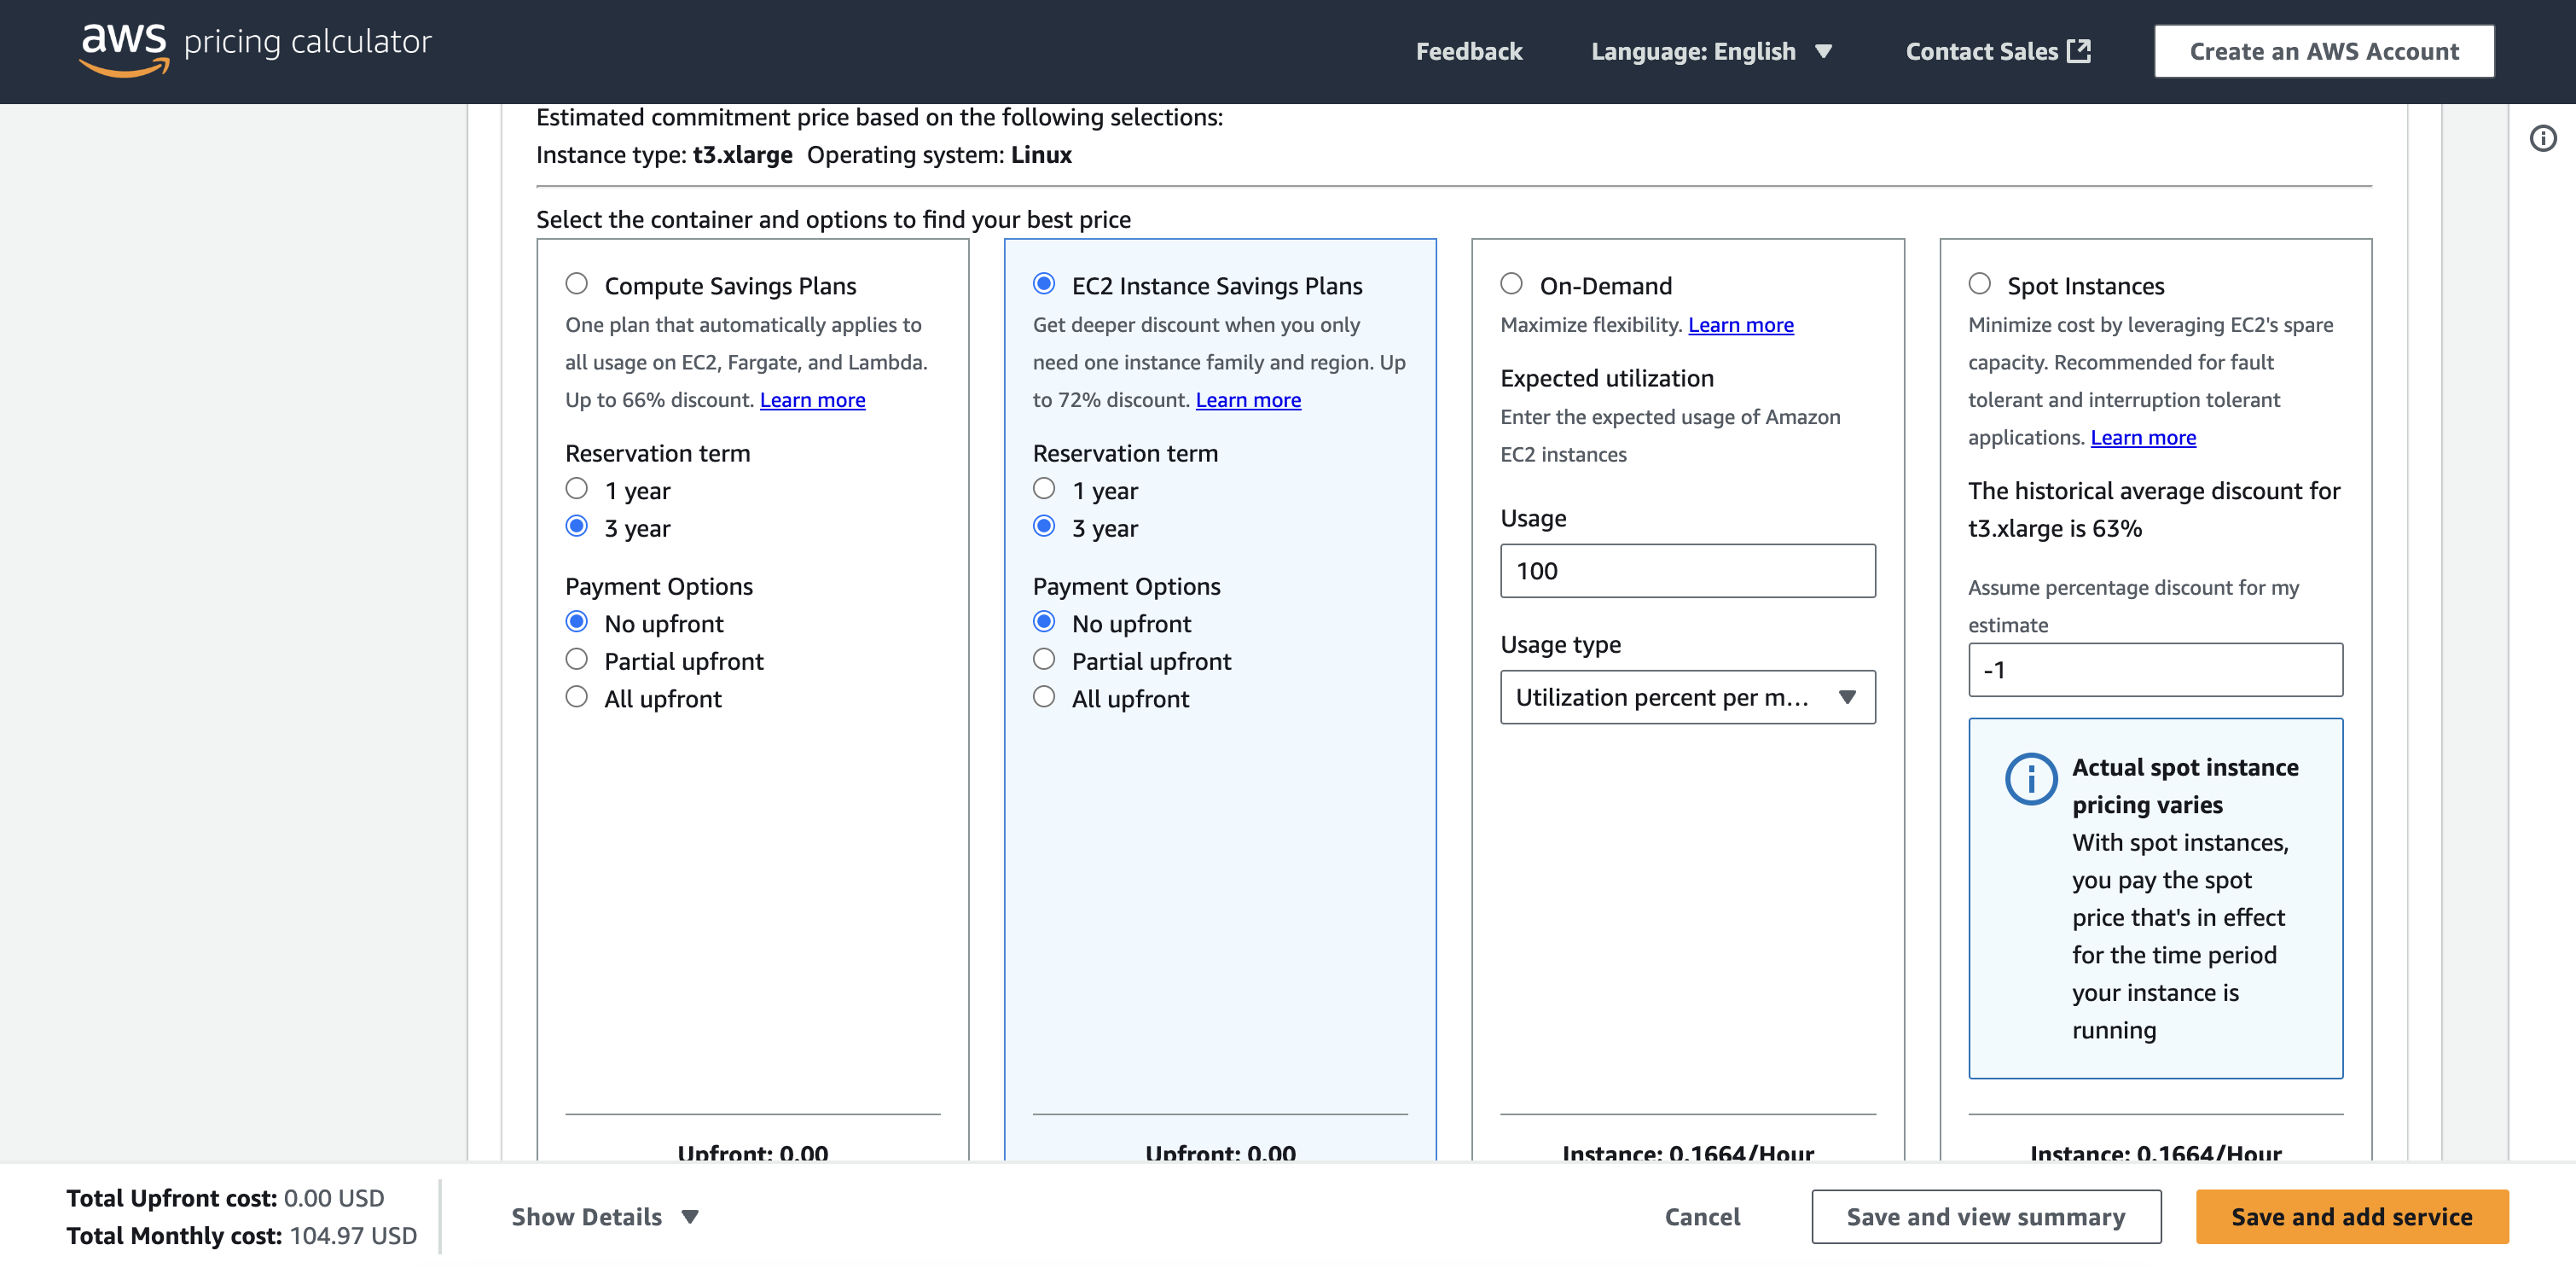 aws pricing calculator
Feedback
Language: English
Contact Sales
Create an AWS Account
Estimated commitment price based on the following selections:
Instance type: t3.xlarge Operating system: Linux
Select the container and options to find your best price
Compute Savings Plans
One plan that automatically applies to
all usage on EC2, Fargate, and Lambda.
Up to 66% discount. Learn more
Reservation term
1 year
3 year
Payment Options
No upfront
Partial upfront
All upfront
Upfront: 0.00
EC2 Instance Savings Plans
Get deeper discount when you only
need one instance family and region. Up
to 72% discount. Learn more
Reservation term
1 year
3 year
Payment Options
No upfront
Partial upfront
All upfront
Upfront: 0.00
On-Demand
Maximize flexibility. Learn more
Expected utilization
Enter the expected usage of Amazon
EC2 instances
Usage
100
Usage type
Utilization percent per m...
Instance: 0.1664/Hour
Spot Instances
Minimize cost by leveraging EC2's spare
capacity. Recommended for fault
tolerant and interruption tolerant
applications. Learn more
The historical average discount for
t3.xlarge is 63%
Assume percentage discount for my
estimate
-1
Actual spot instance
pricing varies
With spot instances,
you pay the spot
price that's in effect
for the time period
your instance is
running
Instance: 0.1664/Hour
Total Upfront cost: 0.00 USD
Total Monthly cost: 104.97 USD
Show Details
Cancel
Save and view summary
Save and add service